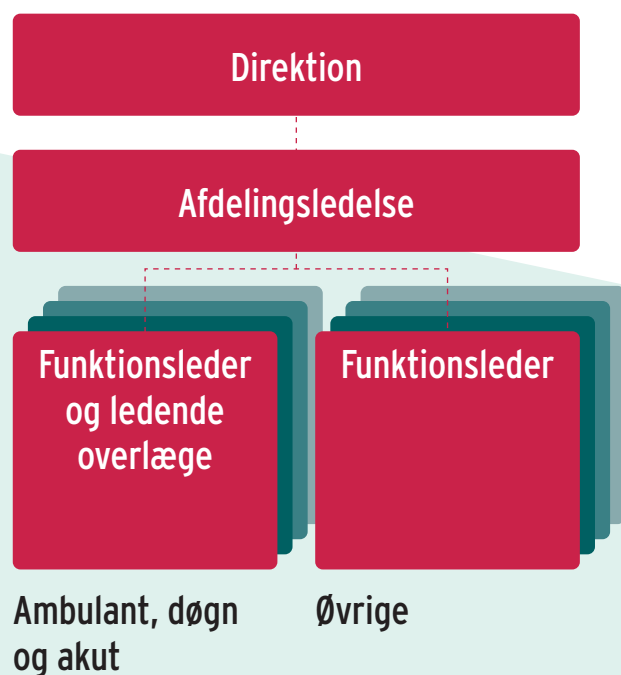 Direktion
Afdelingsledelse
Funktionsleder
og ledende
overlæge
Funktionsleder
Ambulant, døgn
og akut
Øvrige